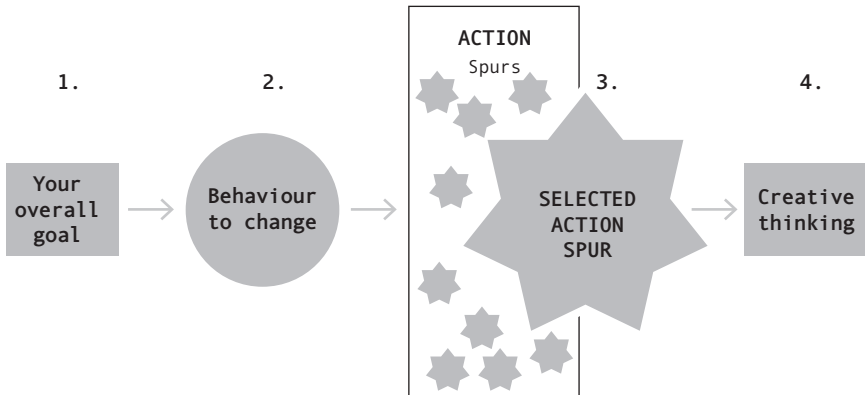 ACTION
Spurs
1.
2.
3.
4.
Your
overall
goal
Behaviour
to change
SELECTED
ACTION
SPUR
Creative
thinking